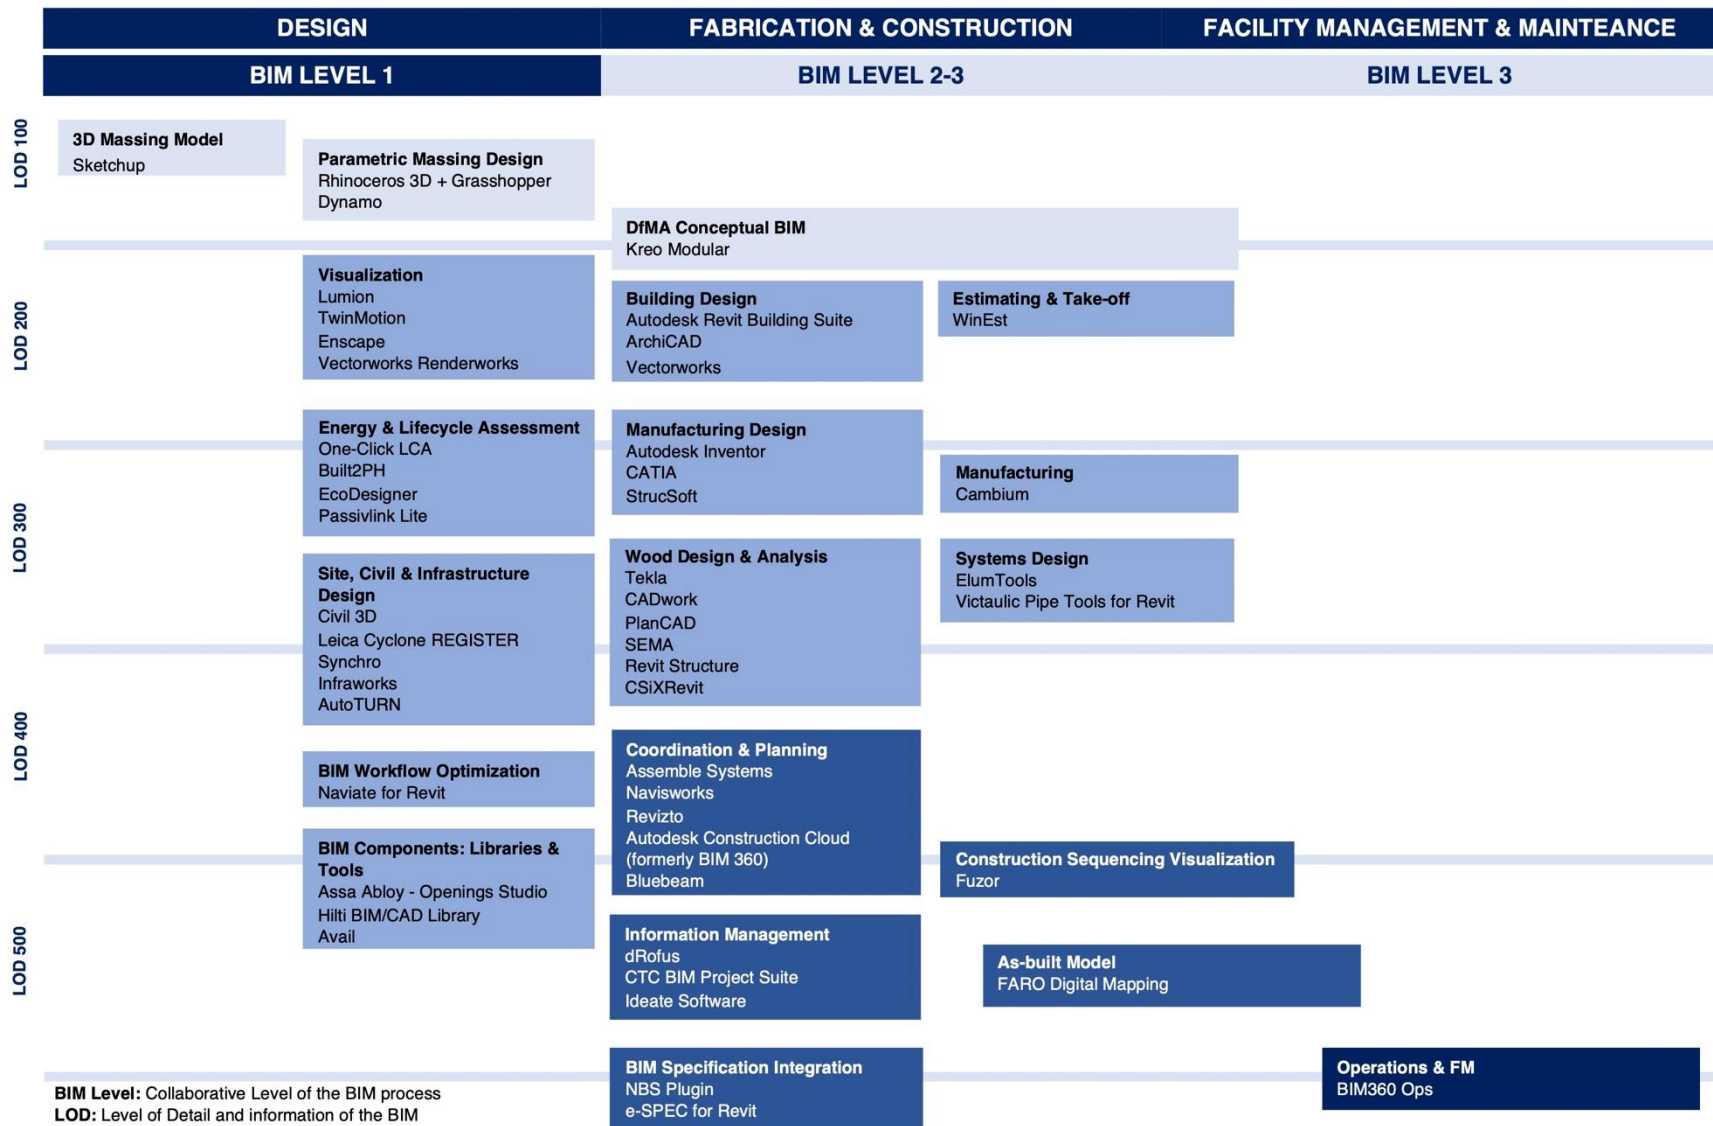 DESIGN
FABRICATION & CONSTRUCTION
FACILITY MANAGEMENT & MAINTEANCE
BIM LEVEL 1
BIM LEVEL 2-3
BIM LEVEL 3
LOD 100
3D Massing Model
Sketchup
Parametric Massing Design
Rhinoceros 3D + Grasshopper
Dynamo
DfMA Conceptual BIM
Kreo Modular
LOD 200
Visualization
Lumion
TwinMotion
Enscape
Vectorworks Renderworks
Building Design
Autodesk Revit Building Suite
ArchiCAD
Vectorworks
Estimating & Take-off
WinEst
LOD 300
Energy & Lifecycle Assessment
One-Click LCA
Built2PH
EcoDesigner
Passivlink Lite
Manufacturing Design
Autodesk Inventor
CATIA
StrucSoft
Manufacturing
Cambium
Site, Civil & Infrastructure
Design
Civil 3D
Leica Cyclone REGISTER
Synchro
Infraworks
AutoTURN
Wood Design & Analysis
Tekla
CADwork
PlanCAD
SEMA
Revit Structure
CSiXRevit
Systems Design
ElumTools
Victaulic Pipe Tools for Revit
LOD 400
BIM Workflow Optimization
Naviate for Revit
Coordination & Planning
Assemble Systems
Navisworks
Revizto
Autodesk Construction Cloud
(formerly BIM 360)
Bluebeam
LOD 500
BIM Components: Libraries &
Tools
Assa Abloy - Openings Studio
Hilti BIM/CAD Library
Avail
Construction Sequencing Visualization
Fuzor
Information Management
dRofus
CTC BIM Project Suite
Ideate Software
As-built Model
FARO Digital Mapping
BIM Specification Integration
NBS Plugin
e-SPEC for Revit
Operations & FM
BIM360 Ops
BIM Level: Collaborative Level of the BIM process
LOD: Level of Detail and information of the BIM